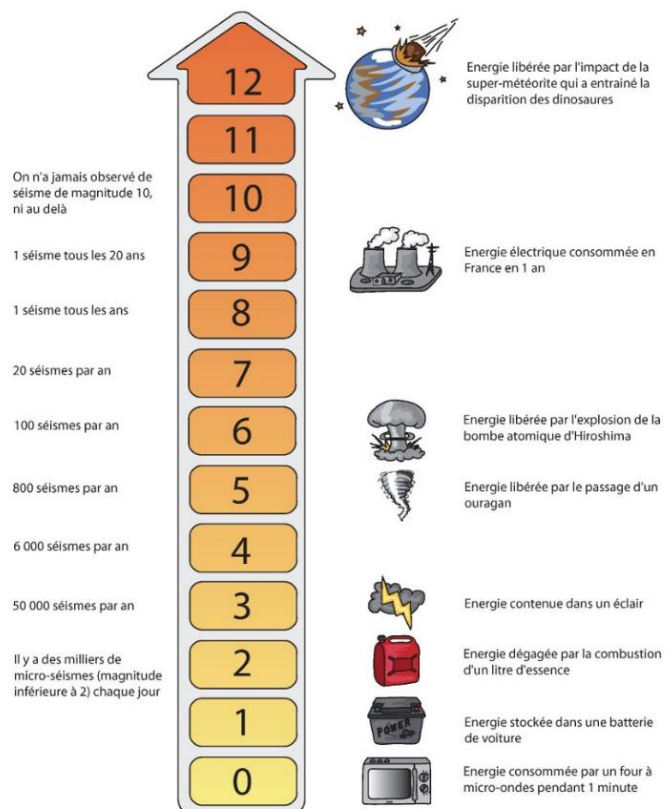 12
Energie libérée par l'impact de la
super-météorite qui a entrainé la
disparition des dinosaures
11
On n'a jamais observé de
séisme de magnitude 10,
ni au delà
10
1 séisme tous les 20 ans
9
Energie électrique consommée en
France en 1 an
1 séisme tous les ans
8
20 séismes par an
7
100 séismes par an
6
Energie libérée par l'explosion de la
bombe atomique d'Hiroshima
800 séismes par an
5
Energie libérée par le passage d'un
ouragan
6 000 séismes par an
4
50 000 séismes par an
3
Energie contenue dans un éclair
Il y a des milliers de
micro-séismes (magnitude
inférieure à 2) chaque jour
2
Energie dégagée par la combustion
d'un litre d'essence
1
POWER
Energie stockée dans une batterie
de voiture
0
Energie consommée par un four à
micro-ondes pendant 1 minute